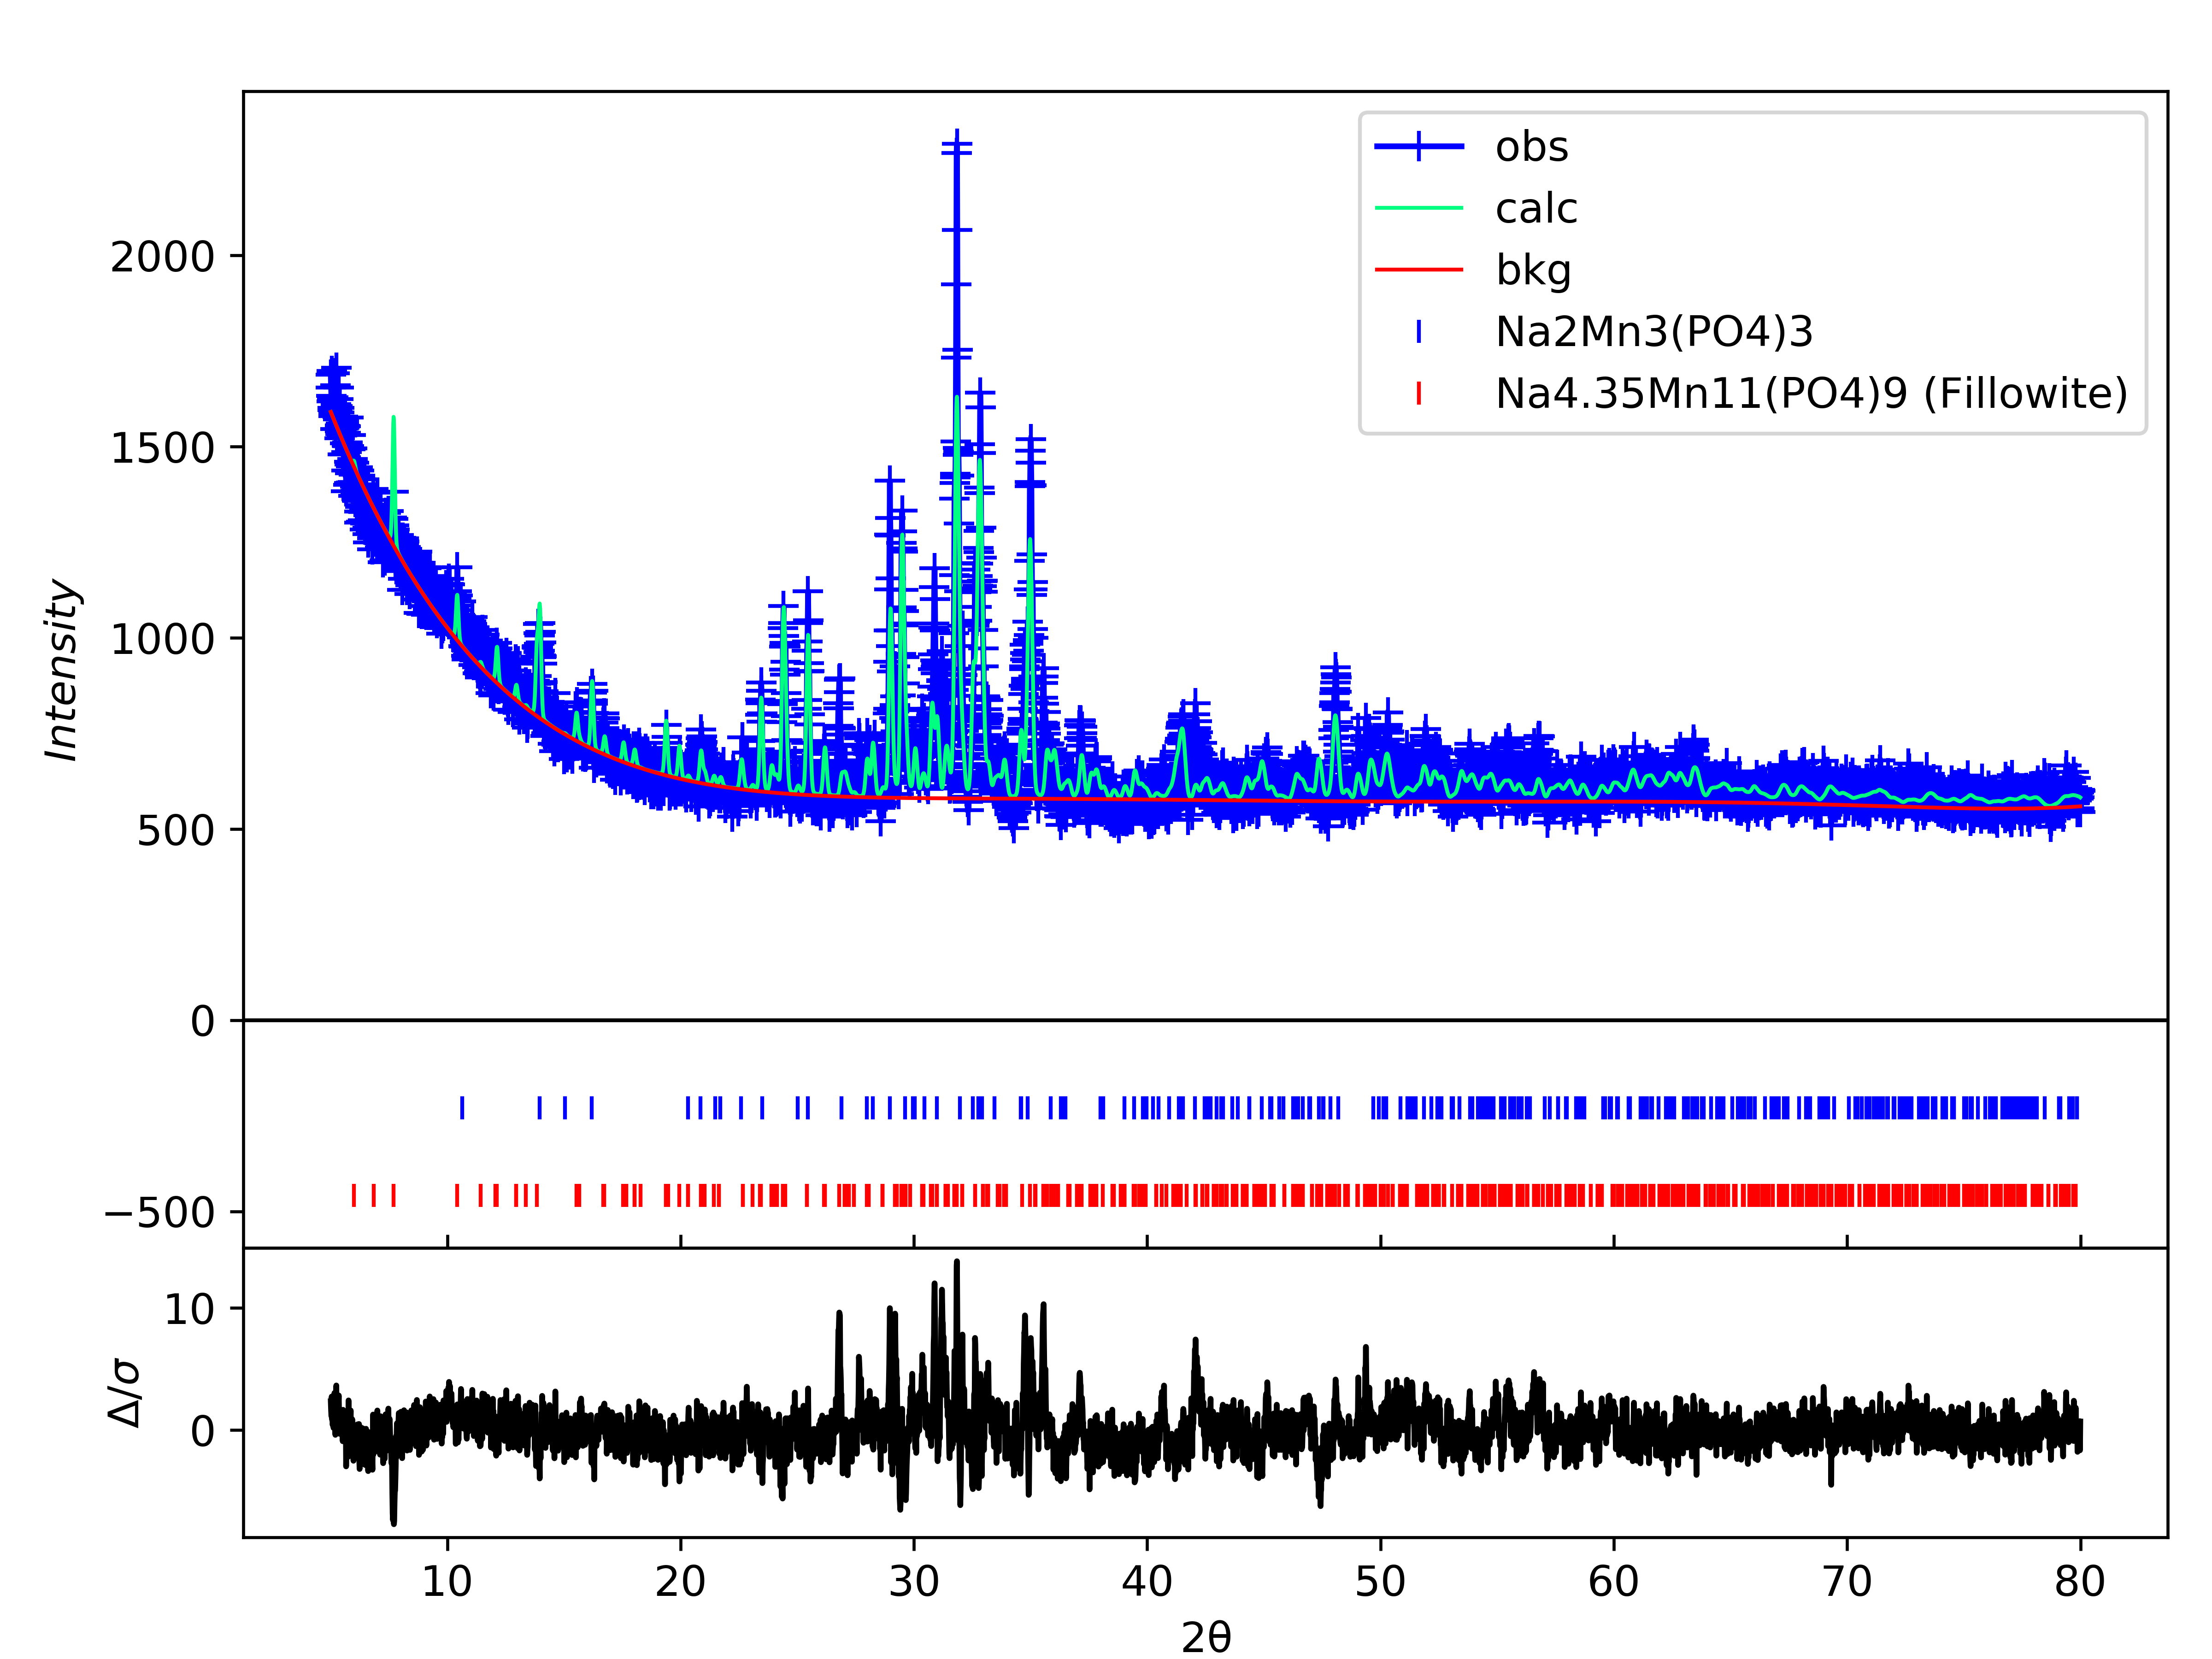 obs
calc
bkg
Na2Mn3(PO4)3
Na4.35Mn11(PO4)9 (Fillowite)
Intensity
2000
1500
1000
500
0
−500
Δ/σ
10
0
10
20
30
40
50
60
70
80
2θ